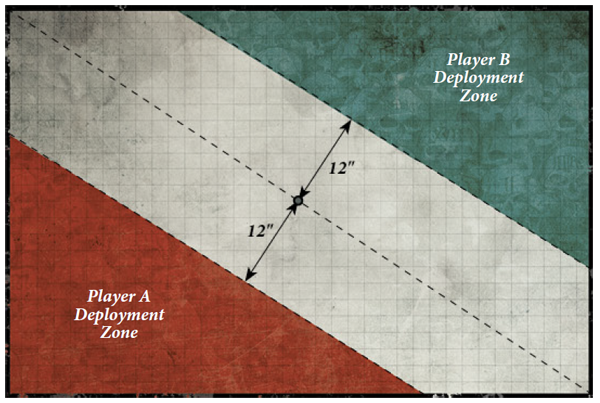 Player B
Deployment
Zone
12"
12"
Player A
Deployment
Zone